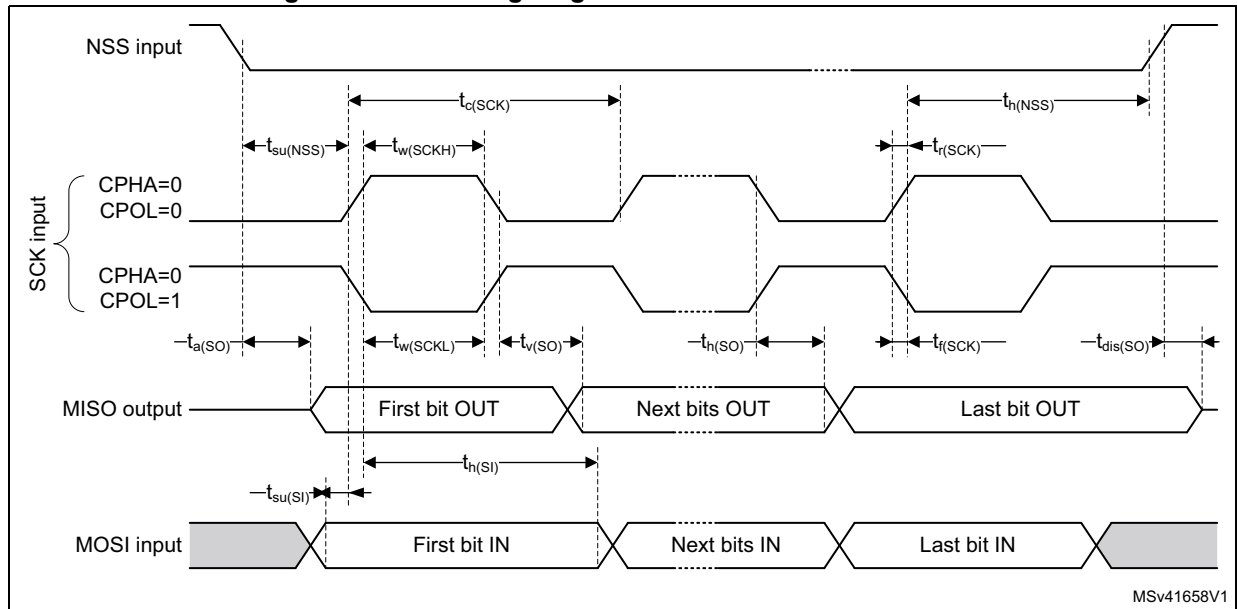 NSS input
tc(SCK)
th(NSS)
tsu(NSS)
tw(SCKH)
tr(SCK)
SCK input
CPHA=0
CPOL=0
CPHA=0
CPOL=1
ta(SO)
tw(SCKL)
tv(SO)
th(SO)
tf(SCK)
tdis(SO)
MISO output
First bit OUT
Next bits OUT
Last bit OUT
th(SI)
tsu(SI)
MOSI input
First bit IN
Next bits IN
Last bit IN
MSv41658V1